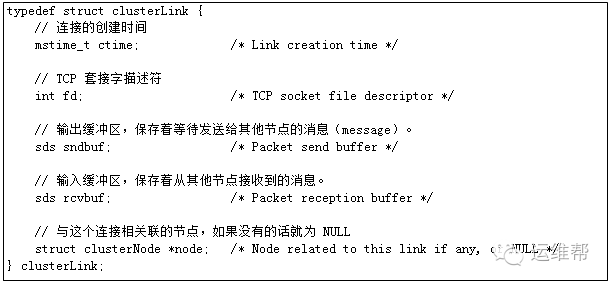 typedef struct clusterLink {
// 连接的创建时间
mstime_t ctime; /* Link creation time */
// TCP 套接字描述符
int fd; /* TCP socket file descriptor */
// 输出缓冲区，保存着等待发送给其他节点的消息（message）。
sds sndbuf; /* Packet send buffer */
// 输入缓冲区，保存着从其他节点接收到的消息。
sds rcvbuf; /* Packet reception buffer */
// 与这个连接相关联的节点，如果没有的话就为 NULL
struct clusterNode *node; /* Node related to this link if any, or NULL */
} clusterLink;
运维帮